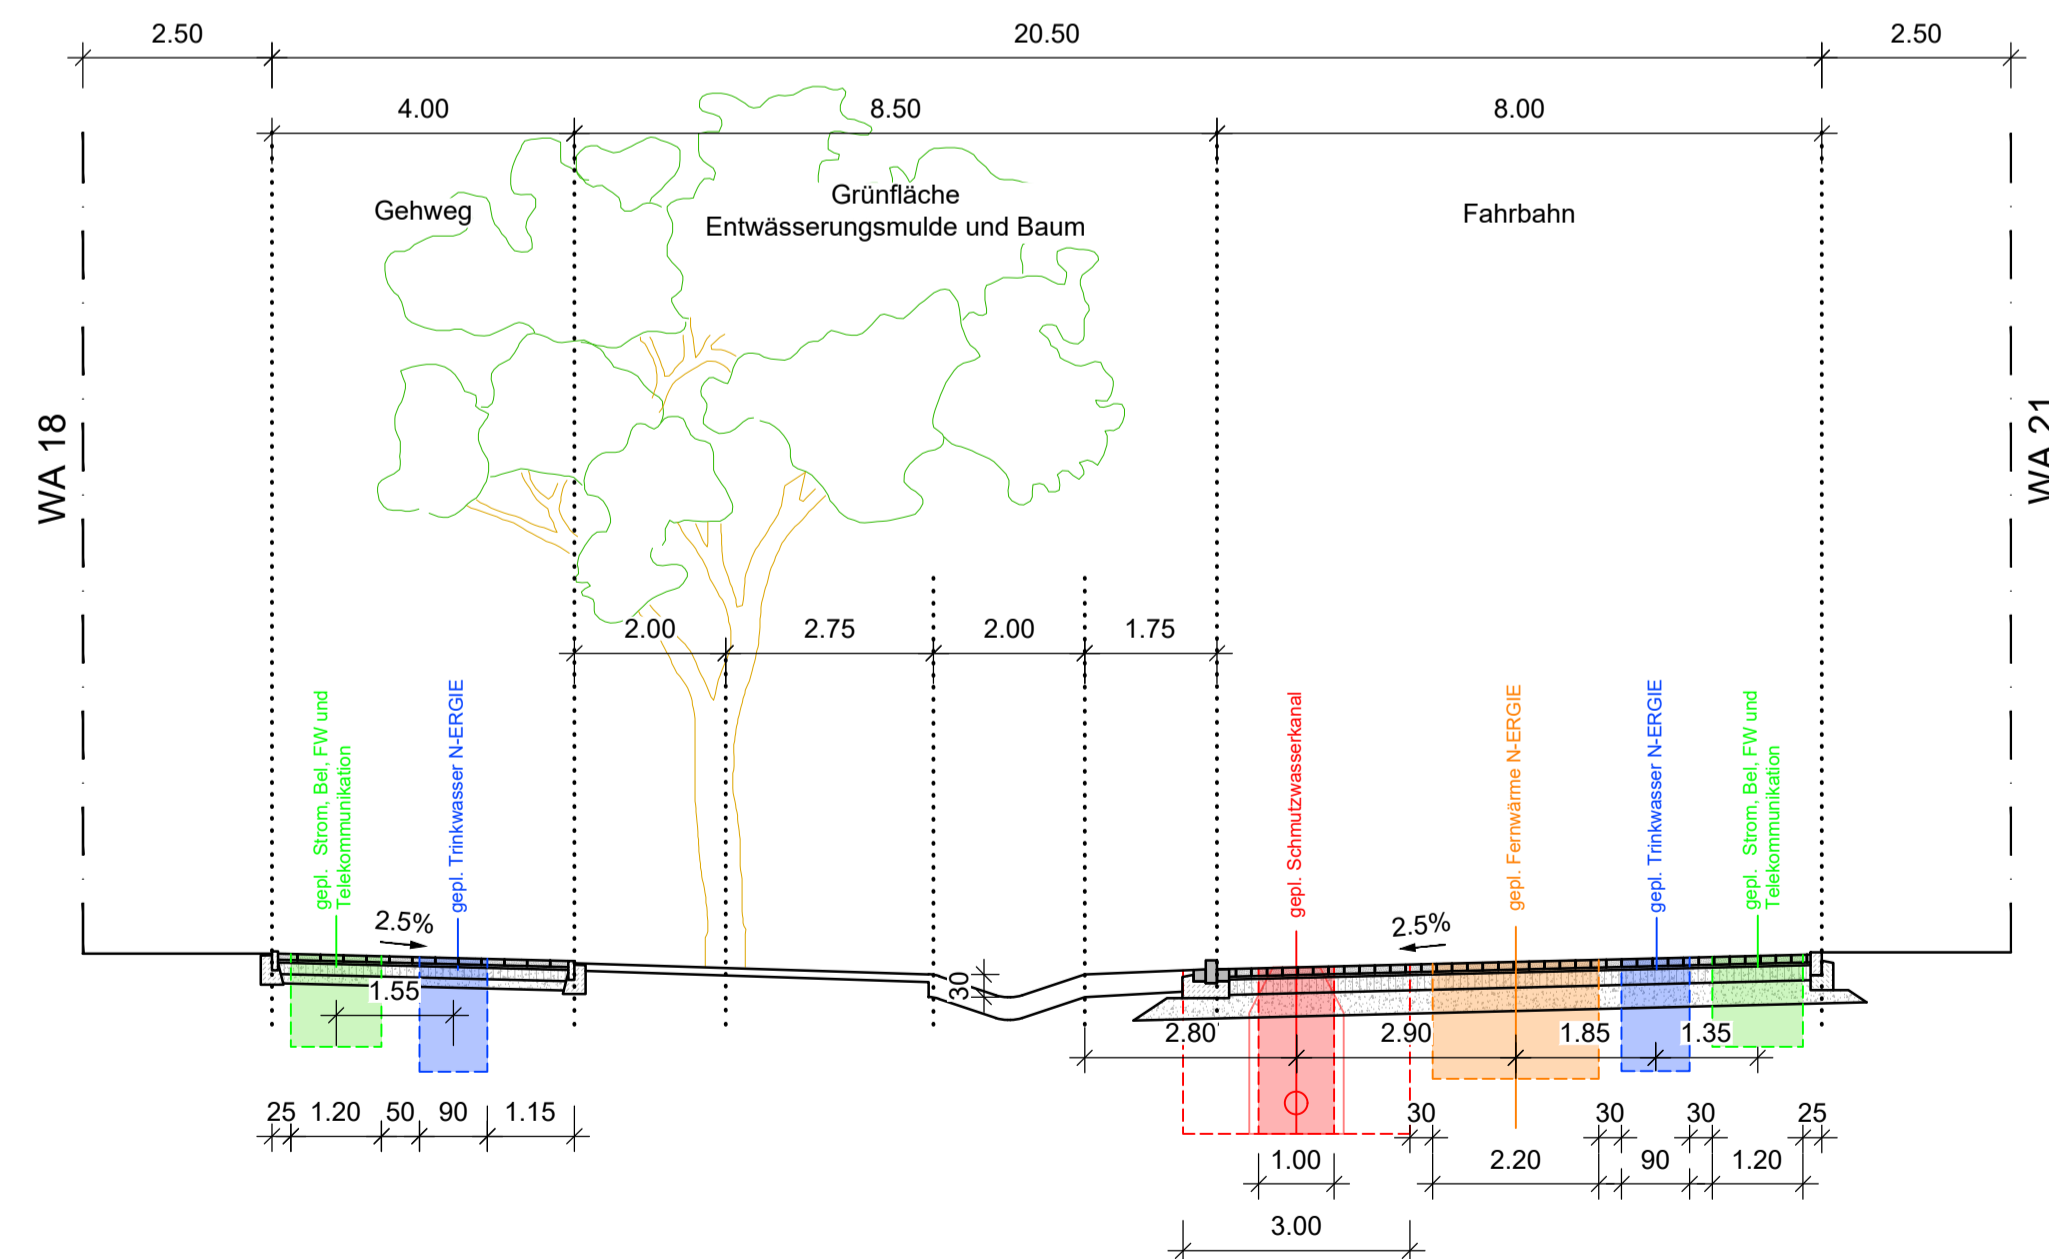 2.50
20.50
2.50
4.00
8.50
8.00
Gehweg
Grünfläche
Entwässerungsmulde und Baum
Fahrbahn
WA 18
WA 21
2.00
2.75
2.00
1.75
gepl. Strom, Bel, FW und
Telekommunikation
gepl. Trinkwasser N-ERGIE
gepl. Schmutzwasserkanal
gepl. Fernwärme N-ERGIE
gepl. Trinkwasser N-ERGIE
gepl. Strom, Bel, FW und
Telekommunikation
2.5%
2.5%
1.55
30
2.80
2.90
1.85
1.35
25
1.20
50
90
1.15
30
30
30
25
1.00
2.20
90
1.20
3.00